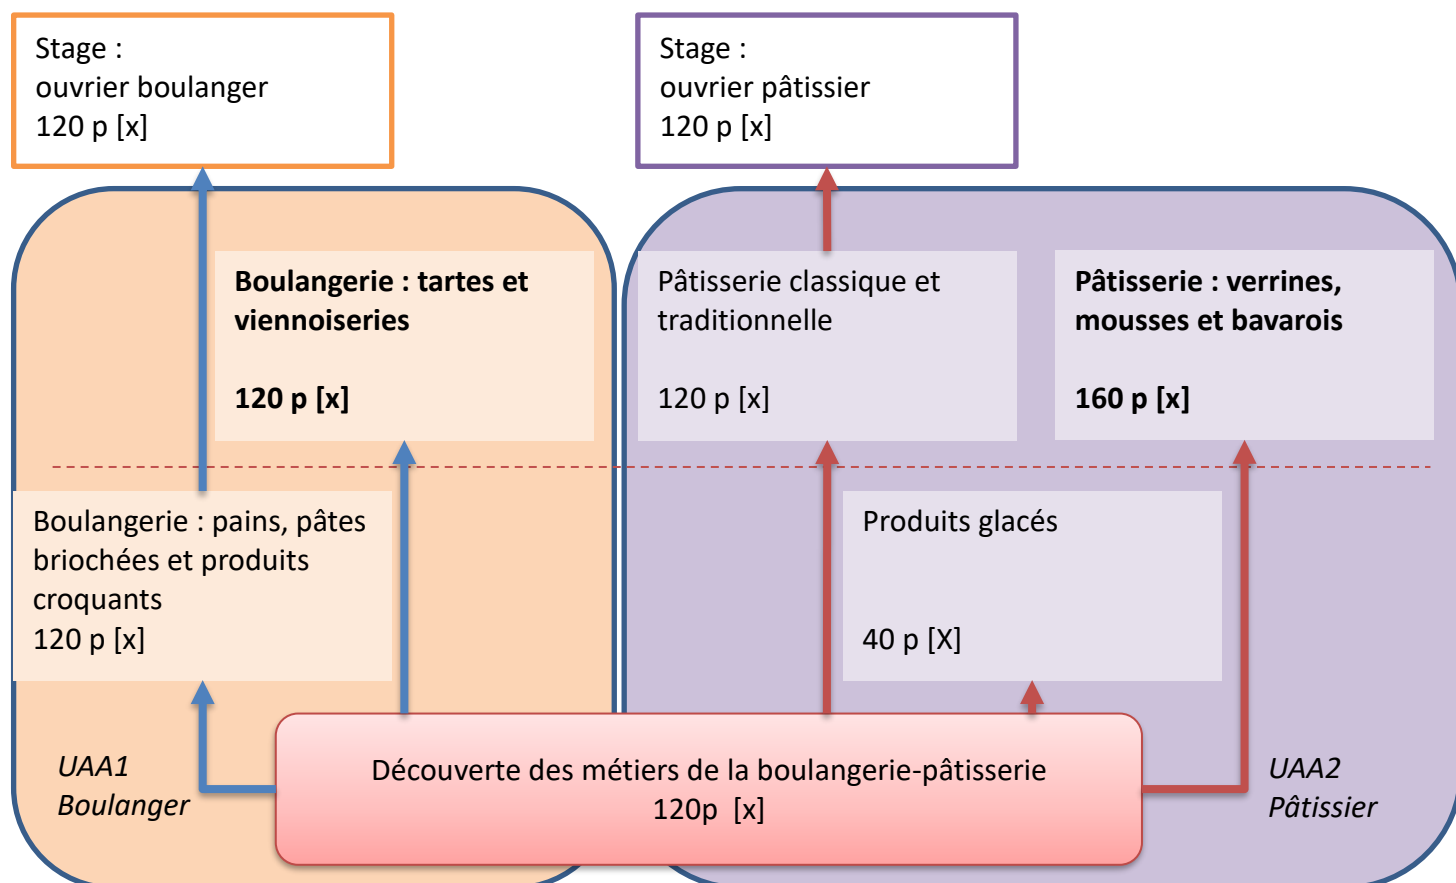 Stage :
ouvrier boulanger
120 p [x]
Stage :
ouvrier pâtissier
120 p [x]
Boulangerie : tartes et
viennoiseries
120 p [x]
Pâtisserie classique et
traditionnelle
120 p [x]
Pâtisserie : verrines,
mousses et bavarois
160 p [x]
Boulangerie : pains, pâtes
briochées et produits
croquants
120 p [x]
Produits glacés
40 p [X]
UAA1
Boulanger
Découverte des métiers de la boulangerie-pâtisserie
120p [x]
UAA2
Pâtissier